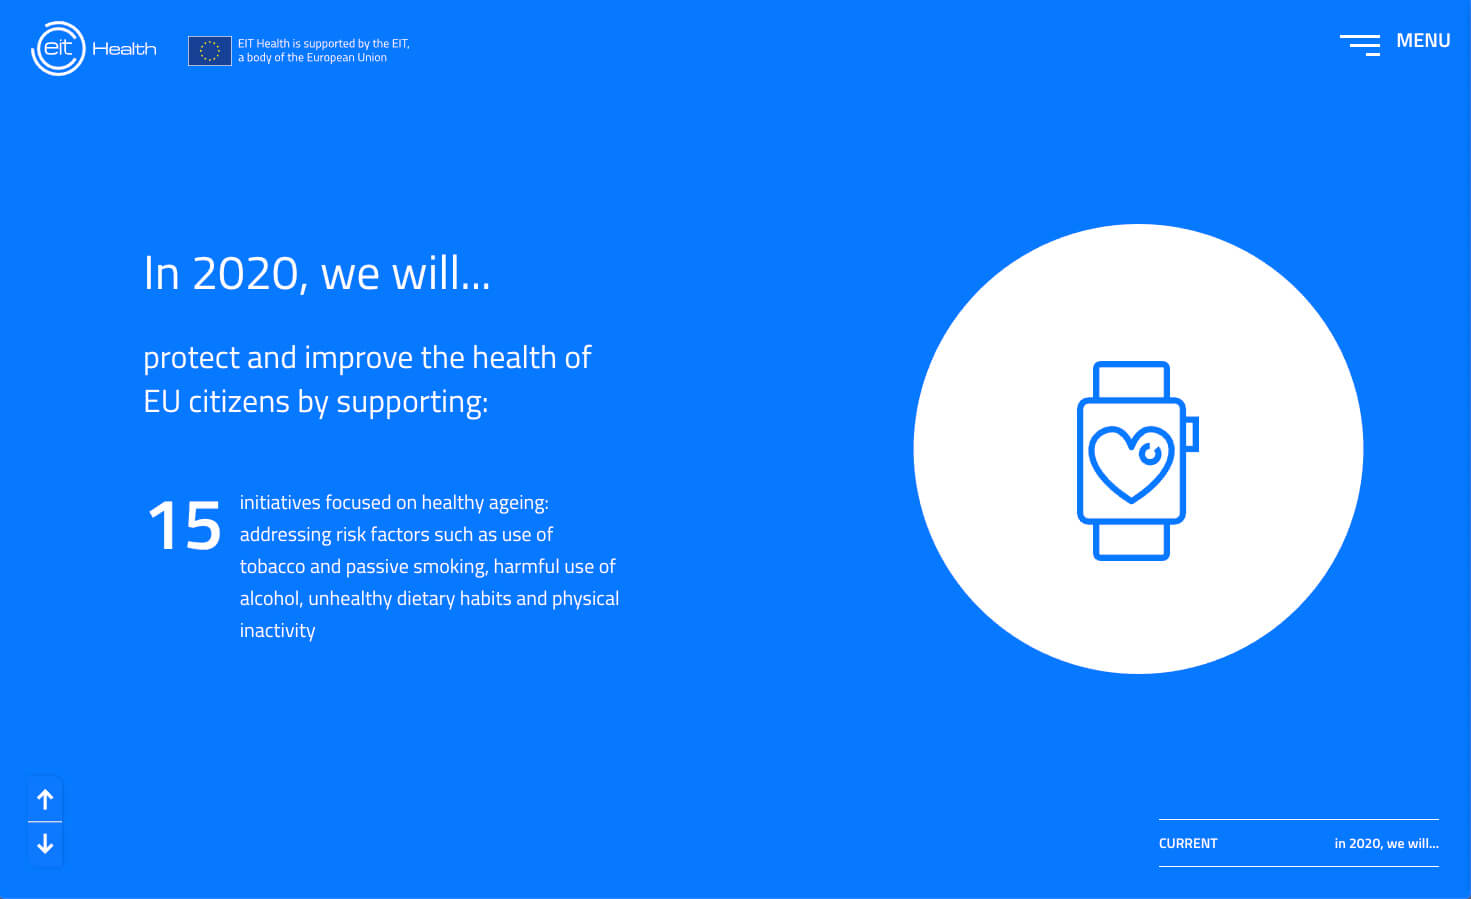 eit Health
EIT Health is supported by the EIT,
a body of the European Union
MENU
In 2020, we will...
protect and improve the health of
EU citizens by supporting:
15
initiatives focused on healthy ageing:
addressing risk factors such as use of
tobacco and passive smoking, harmful use of
alcohol, unhealthy dietary habits and physical
inactivity
CURRENT
in 2020, we will...